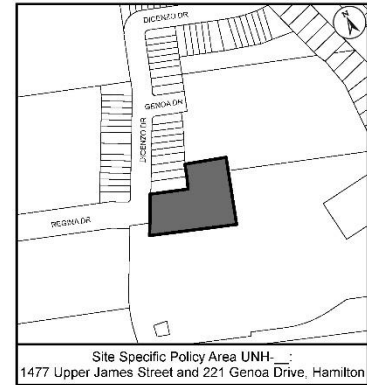 DICENZO DR
N
GENOA DR
DICENZO DR
REGINA DR
Site Specific Policy Area UNH-__:
1477 Upper James Street and 221 Genoa Drive, Hamilton